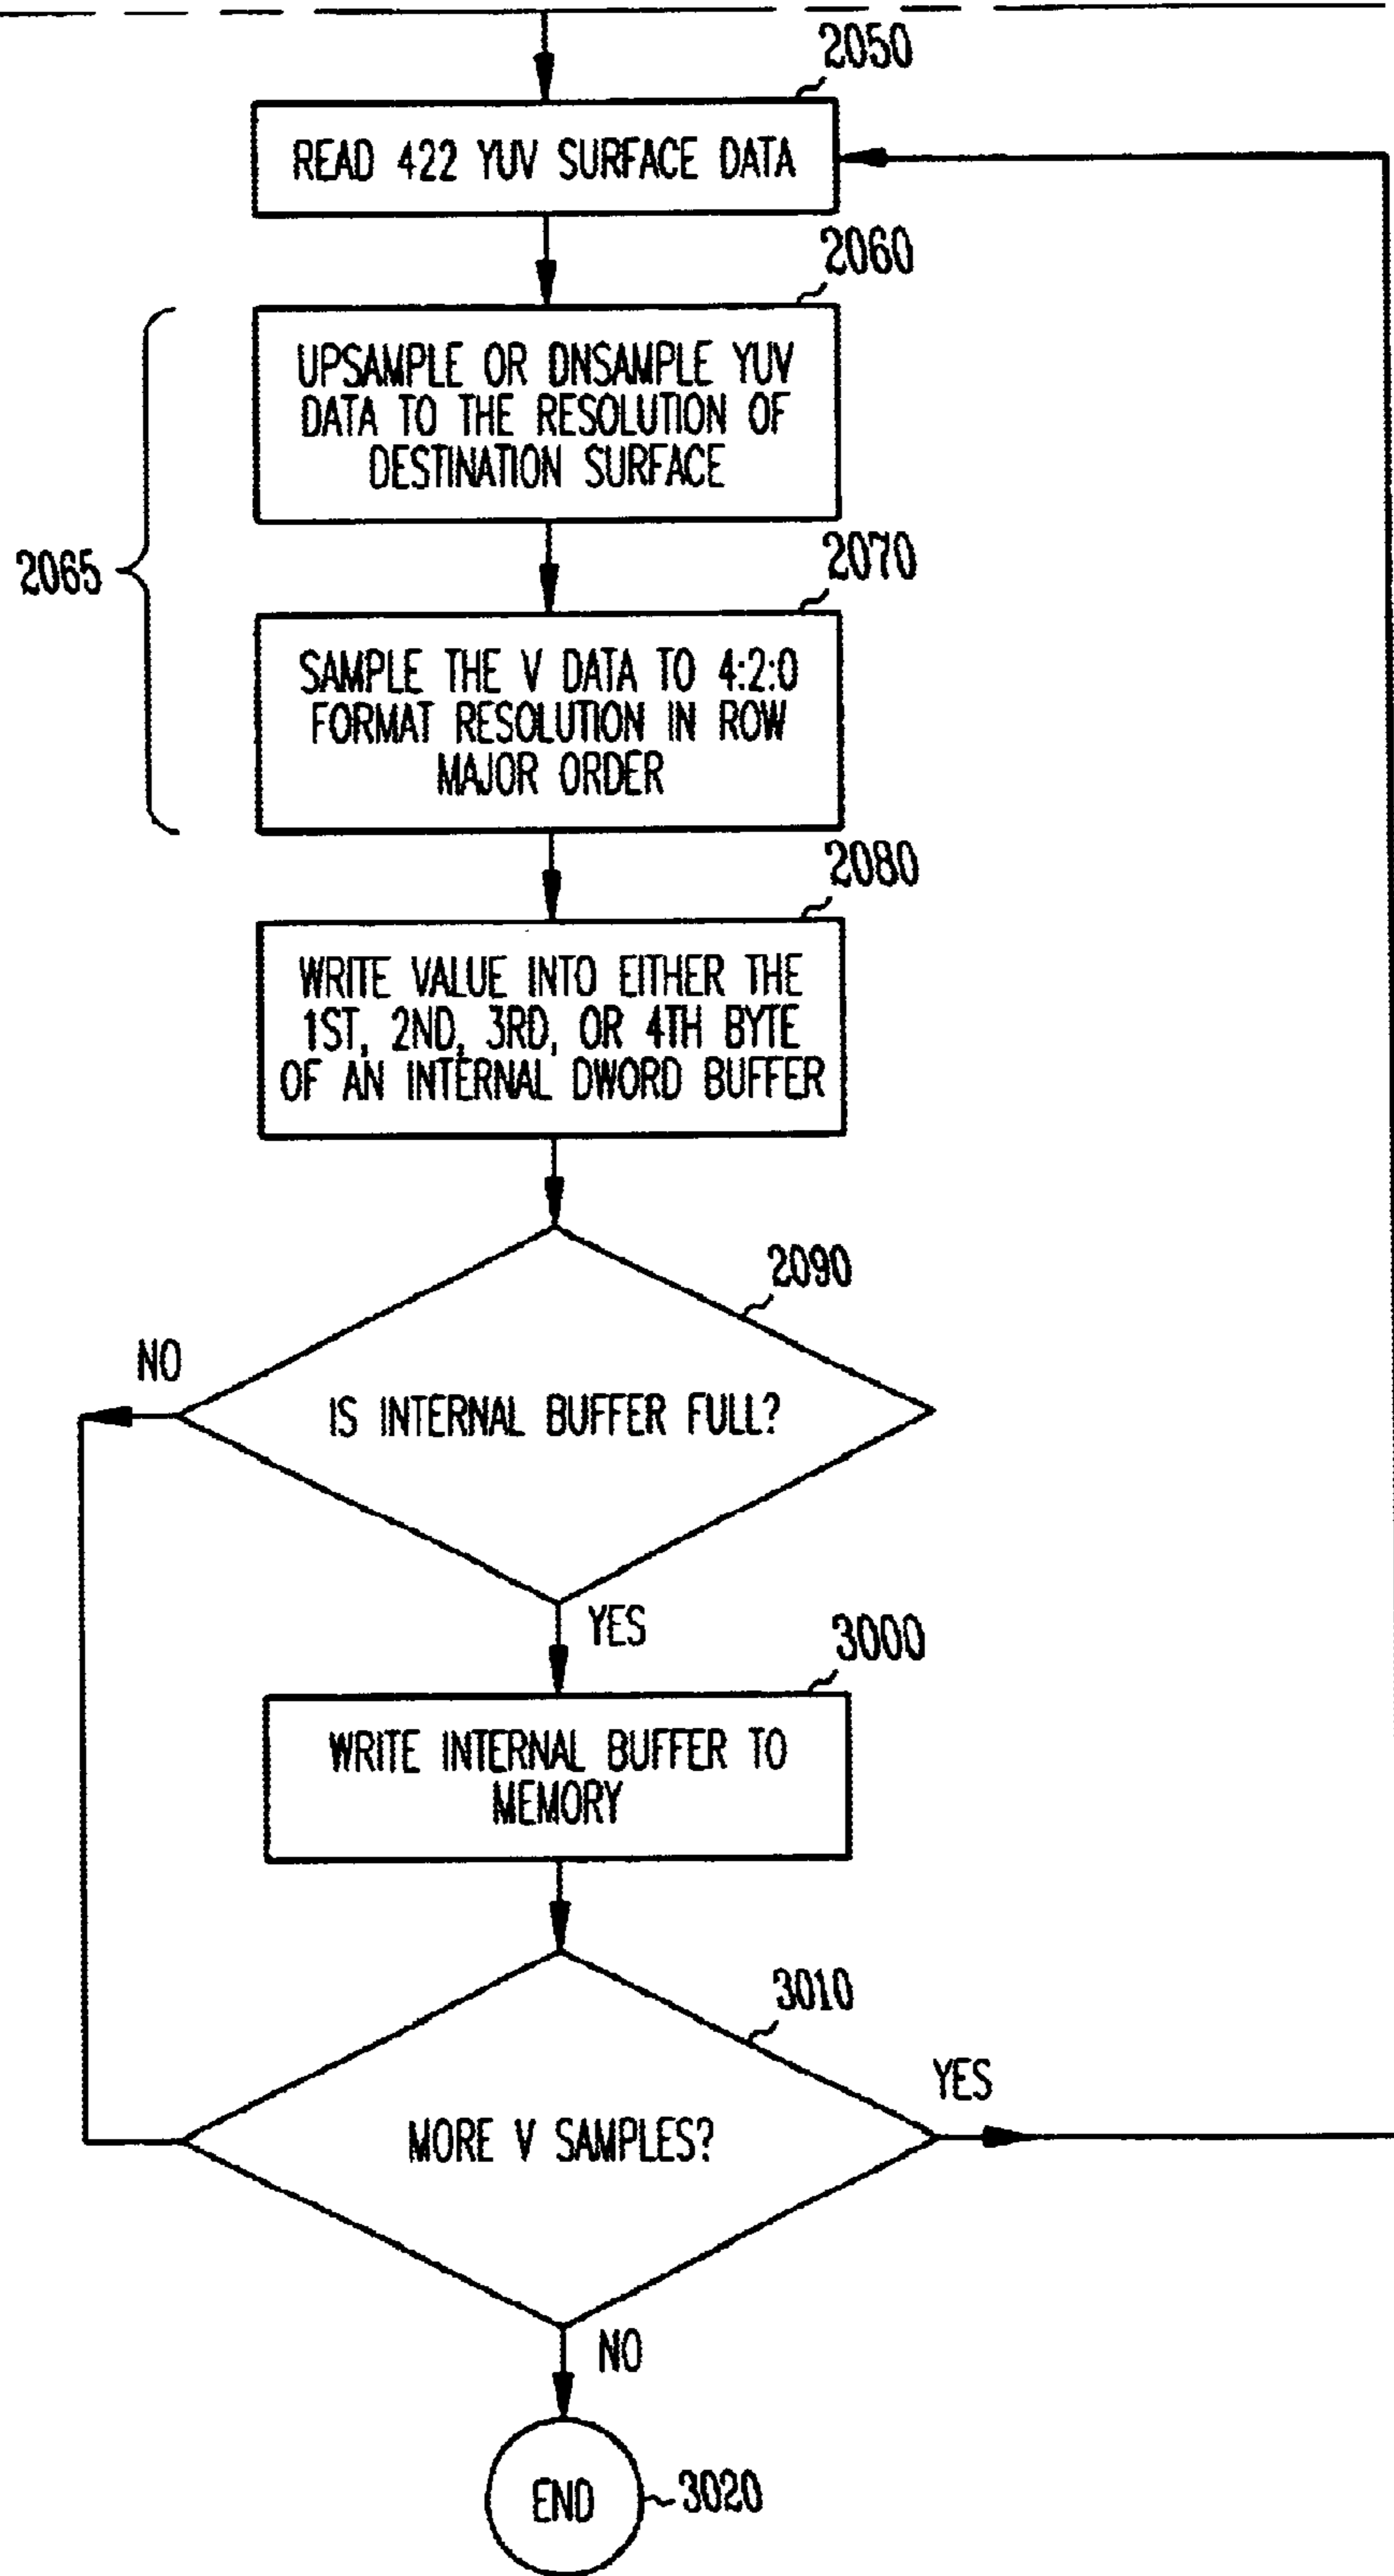 2050
READ 422 YUV SURFACE DATA
2060
UPSAMPLE OR DNSAMPLE YUV
DATA TO THE RESOLUTION OF
DESTINATION SURFACE
2065
2070
SAMPLE THE V DATA TO 4:2:0
FORMAT RESOLUTION IN ROW
MAJOR ORDER
2080
WRITE VALUE INTO EITHER THE
1ST, 2ND, 3RD, OR 4TH BYTE
OF AN INTERNAL DWORD BUFFER
2090
NO
IS INTERNAL BUFFER FULL?
YES
3000
WRITE INTERNAL BUFFER TO
MEMORY
3010
YES
MORE V SAMPLES?
NO
END
3020